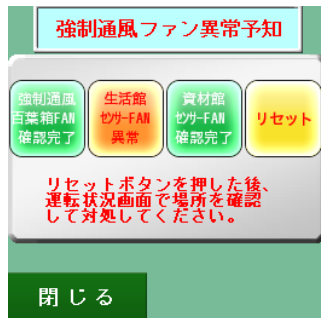 強制通風ファン異常予知
強制通風
百葉箱FAN
確認完了
生活館
ｾﾝｻｰFAN
異常
資材館
ｾﾝｻｰFAN
確認完了
リセット
リセットボタンを押した後、
運転状況画面で場所を確認
して対処してください。
閉じる